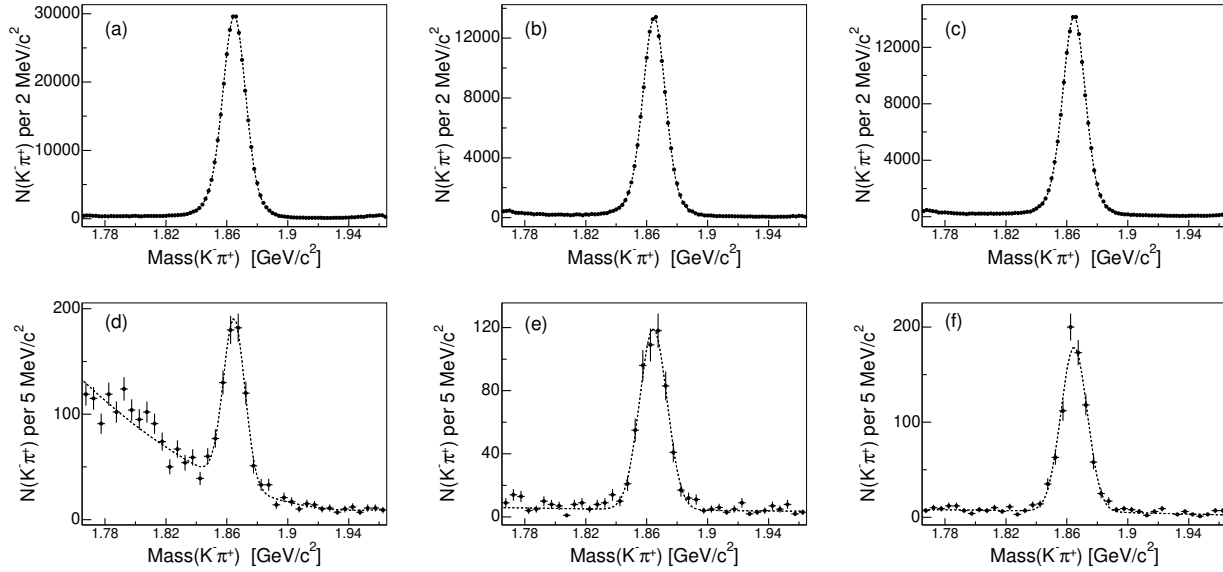 N(K⁻π⁺) per 2 MeV/c²
30000
20000
10000
0
(a)
1.78 1.82 1.86 1.9 1.94
Mass(K⁻π⁺) [GeV/c²]
N(K⁻π⁺) per 2 MeV/c²
12000
8000
4000
0
(b)
1.78 1.82 1.86 1.9 1.94
Mass(K⁻π⁺) [GeV/c²]
N(K⁻π⁺) per 2 MeV/c²
12000
8000
4000
0
(c)
1.78 1.82 1.86 1.9 1.94
Mass(K⁻π⁺) [GeV/c²]
N(K⁻π⁺) per 5 MeV/c²
200
100
0
(d)
1.78 1.82 1.86 1.9 1.94
Mass(K⁻π⁺) [GeV/c²]
N(K⁻π⁺) per 5 MeV/c²
120
80
40
0
(e)
1.78 1.82 1.86 1.9 1.94
Mass(K⁻π⁺) [GeV/c²]
N(K⁻π⁺) per 5 MeV/c²
200
100
0
(f)
1.78 1.82 1.86 1.9 1.94
Mass(K⁻π⁺) [GeV/c²]